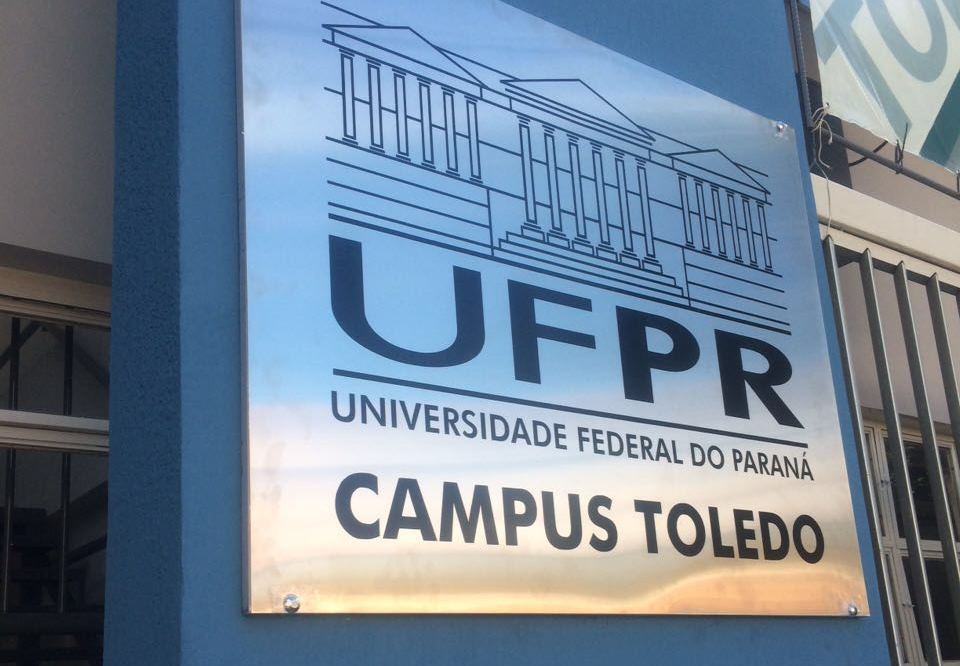 UFPR
UNIVERSIDADE FEDERAL DO PARANÁ
CAMPUS TOLEDO